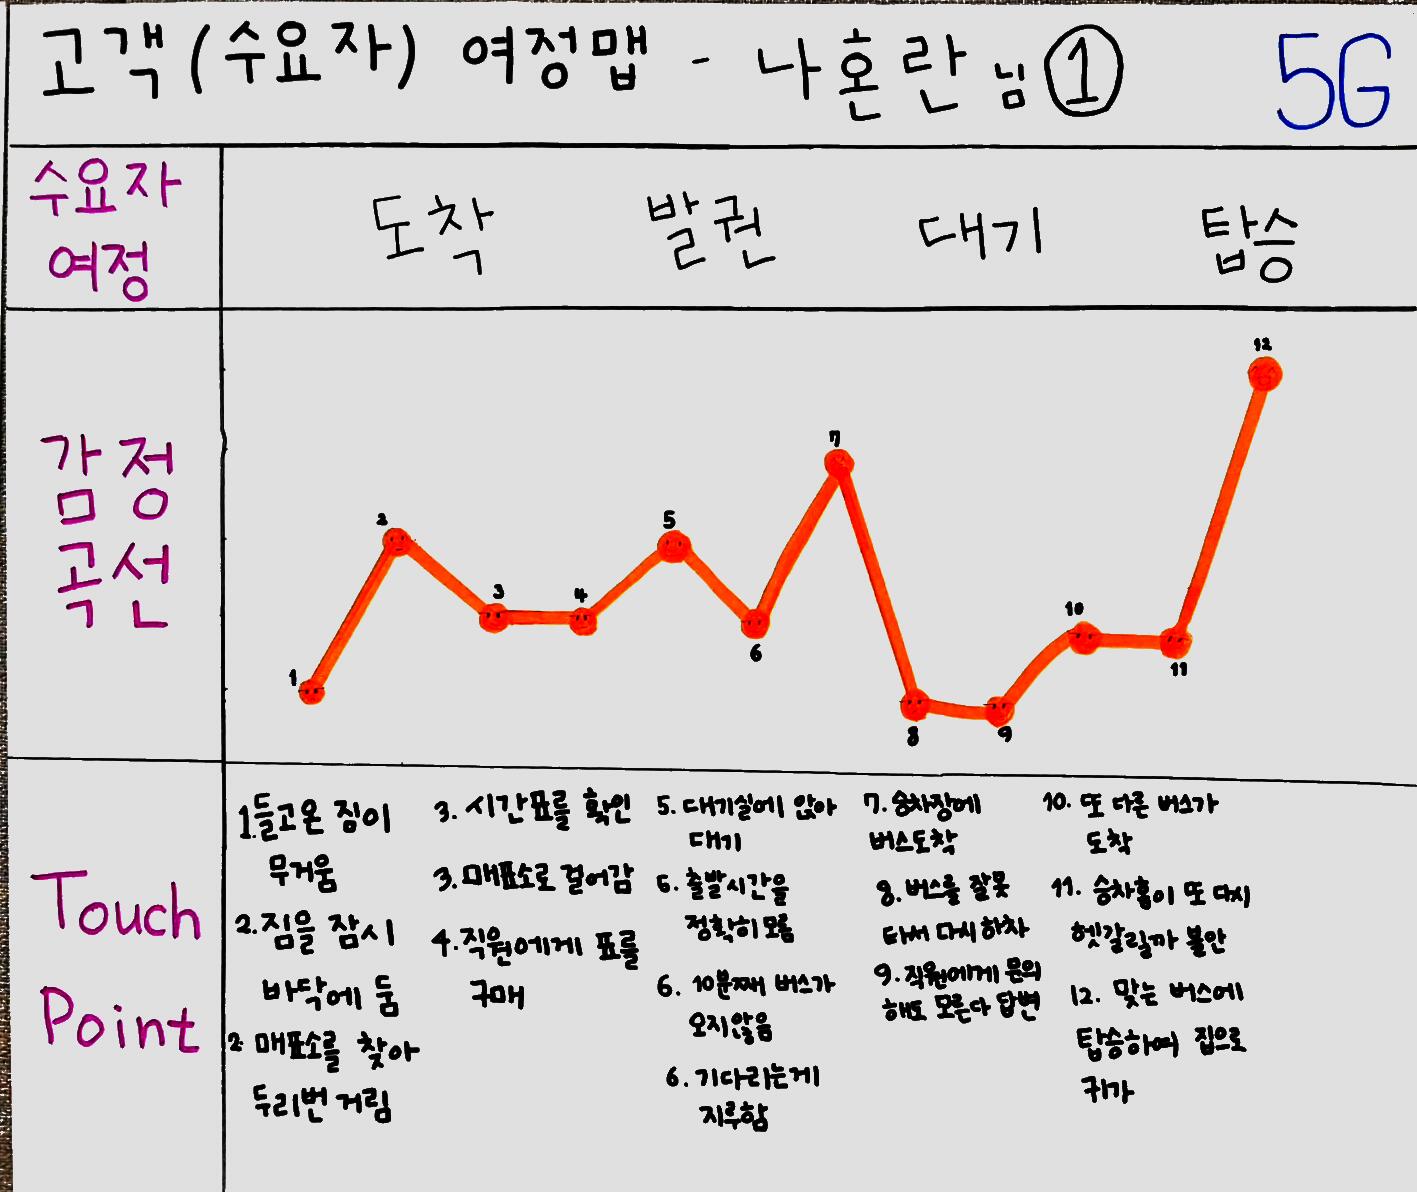 고객(수요자) 여정맵 - 나혼란님 ① 5G
수요자
여정
도착 발권 대기 탑승
감정
곡선
1
2
3
4
5
6
7
8
9
10
11
12
Touch
Point
1. 들고온 짐이
무거움
2. 짐을 잠시
바닥에 둠
2. 매표소를 찾아
두리번 거림
3. 시간표를 확인
3. 매표소로 걸어감
4. 직원에게 표를
구매
5. 대기실에 앉아
대기
6. 출발시간을
정확히 모름
6. 10분째 버스가
오지않음
6. 기다리는게
지루함
7. 승차장에
버스도착
8. 버스를 잘못
타서 다시 하차
9. 직원에게 문의
해도 모른다 답변
10. 또 다른 버스가
도착
11. 승차홈이 또 다시
헷갈릴까 불안
12. 맞는 버스에
탑승하여 집으로
귀가